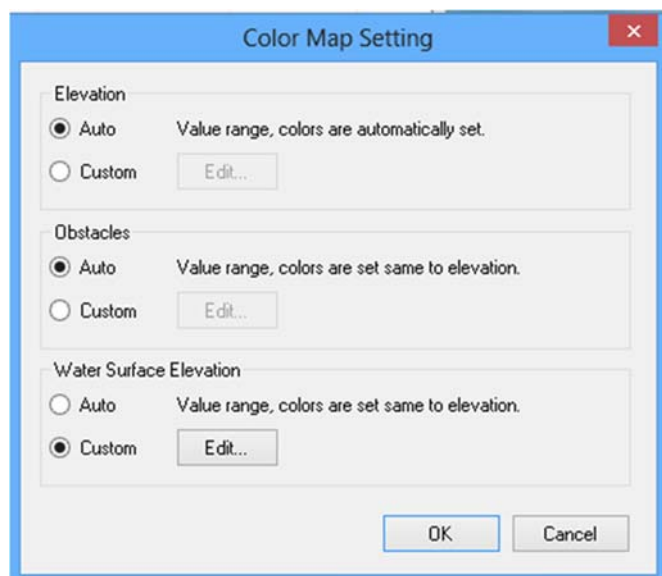 Color Map Setting
Elevation
Auto Value range, colors are automatically set.
Custom Edit...
Obstacles
Auto Value range, colors are set same to elevation.
Custom Edit...
Water Surface Elevation
Auto Value range, colors are set same to elevation.
Custom Edit...
OK Cancel